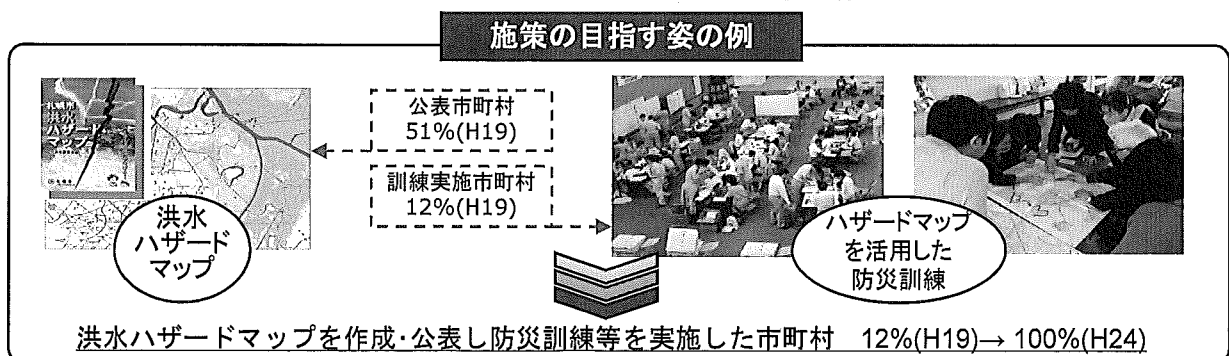 施策の目指す姿の例
札幌市
洪水
ハザード
マップ
公表市町村
51%(H19)
訓練実施市町村
12%(H19)
洪水
ハザード
マップ
ハザードマップ
を活用した
防災訓練
洪水ハザードマップを作成・公表し防災訓練等を実施した市町村 12%(H19)→ 100%(H24)